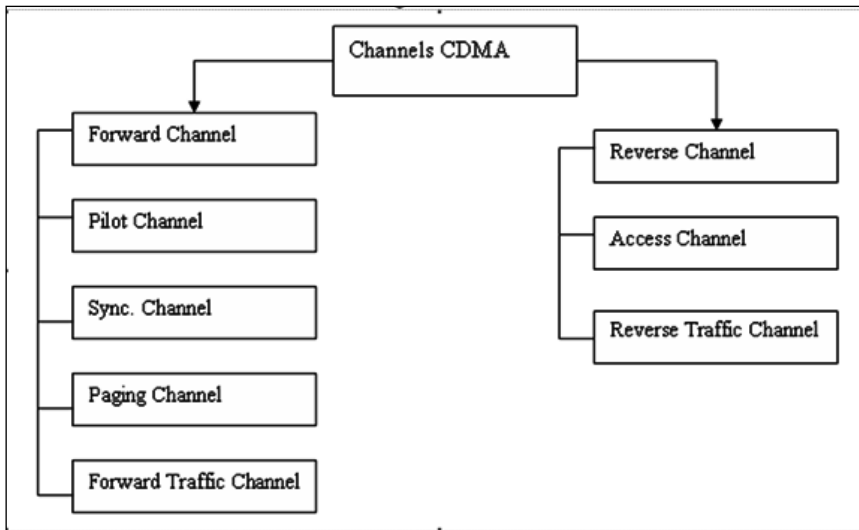 Channels CDMA
Forward Channel
Pilot Channel
Sync. Channel
Paging Channel
Forward Traffic Channel
Reverse Channel
Access Channel
Reverse Traffic Channel